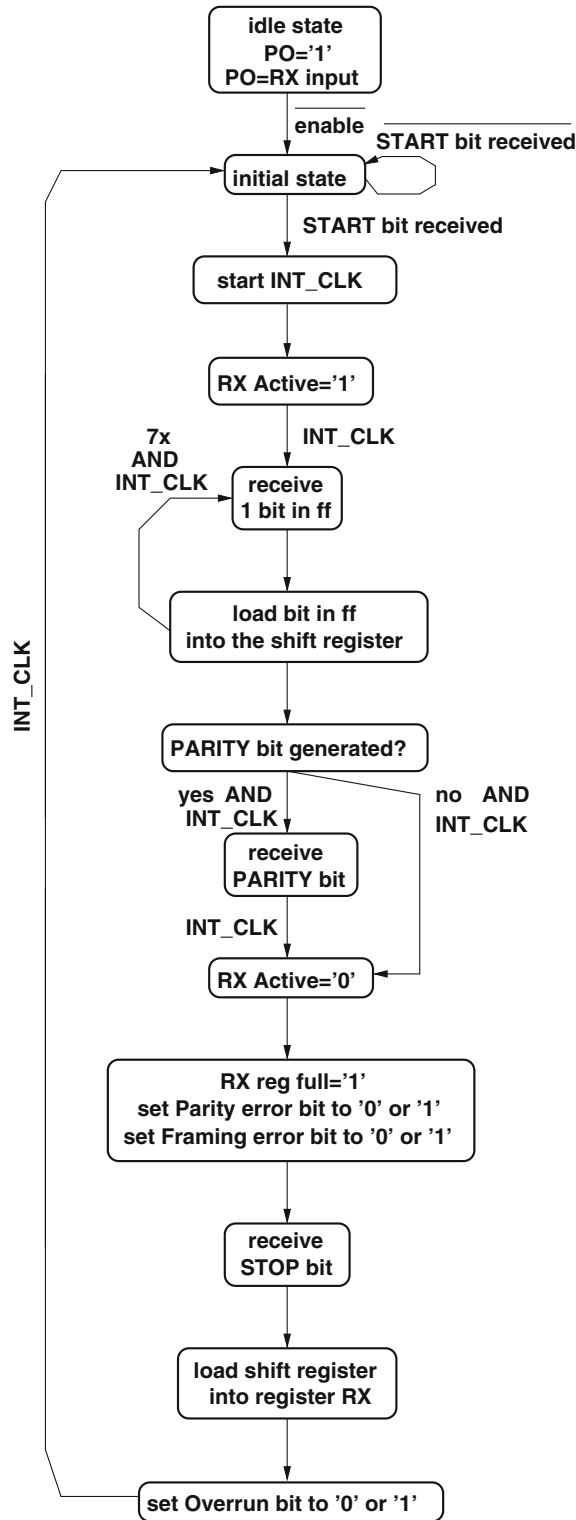 idle state
PO='1'
PO=RX input
enable
START bit received
initial state
START bit received
start INT_CLK
RX Active='1'
7x
AND
INT_CLK
INT_CLK
receive
1 bit in ff
load bit in ff
into the shift register
INT_CLK
PARITY bit generated?
yes AND
INT_CLK
no AND
INT_CLK
receive
PARITY bit
INT_CLK
RX Active='0'
RX reg full='1'
set Parity error bit to '0' or '1'
set Framing error bit to '0' or '1'
receive
STOP bit
load shift register
into register RX
set Overrun bit to '0' or '1'